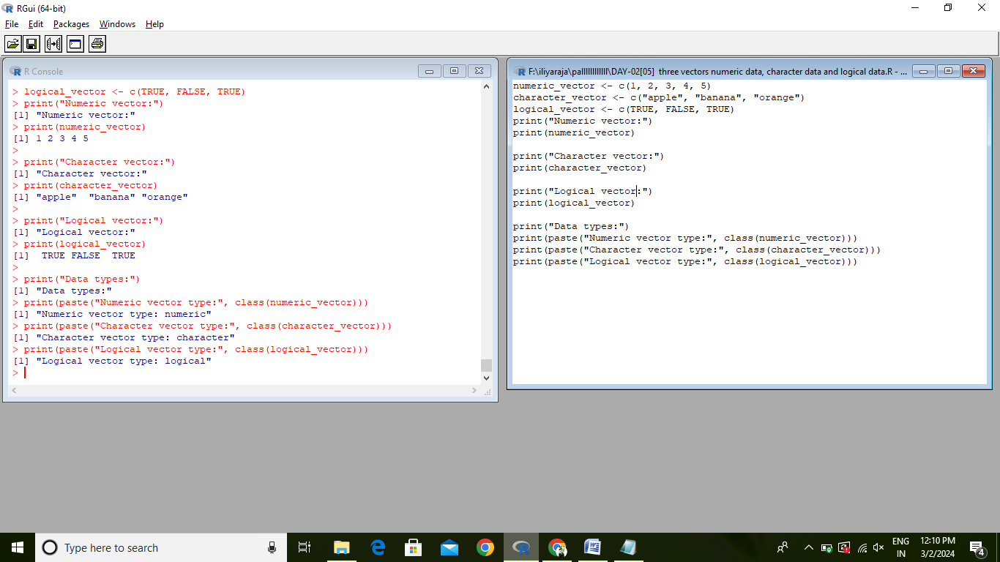 RGui (64-bit)
File Edit Packages Windows Help
R Console
> logical_vector <- c(TRUE, FALSE, TRUE)
> print("Numeric vector:")
[1] "Numeric vector:"
> print(numeric_vector)
[1] 1 2 3 4 5
>
> print("Character vector:")
[1] "Character vector:"
> print(character_vector)
[1] "apple"  "banana" "orange"
>
> print("Logical vector:")
[1] "Logical vector:"
> print(logical_vector)
[1]  TRUE FALSE  TRUE
>
> print("Data types:")
[1] "Data types:"
> print(paste("Numeric vector type:", class(numeric_vector)))
[1] "Numeric vector type: numeric"
> print(paste("Character vector type:", class(character_vector)))
[1] "Character vector type: character"
> print(paste("Logical vector type:", class(logical_vector)))
[1] "Logical vector type: logical"
>
three vectors numeric data, character data and logical data.R - ...
numeric_vector <- c(1, 2, 3, 4, 5)
character_vector <- c("apple", "banana", "orange")
logical_vector <- c(TRUE, FALSE, TRUE)
print("Numeric vector:")
print(numeric_vector)
print("Character vector:")
print(character_vector)
print("Logical vector:")
print(logical_vector)
print("Data types:")
print(paste("Numeric vector type:", class(numeric_vector)))
print(paste("Character vector type:", class(character_vector)))
print(paste("Logical vector type:", class(logical_vector)))
Type here to search
ENG
IN
12:10 PM
3/2/2024
4